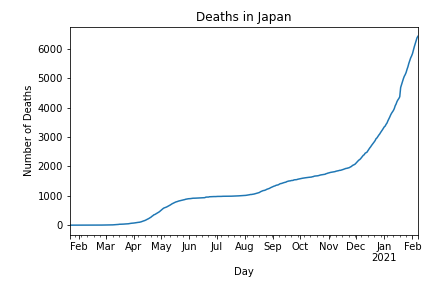 Deaths in Japan
Number of Deaths
6000
5000
4000
3000
2000
1000
0
Feb Mar Apr May Jun Jul Aug Sep Oct Nov Dec Jan Feb
2021
Day